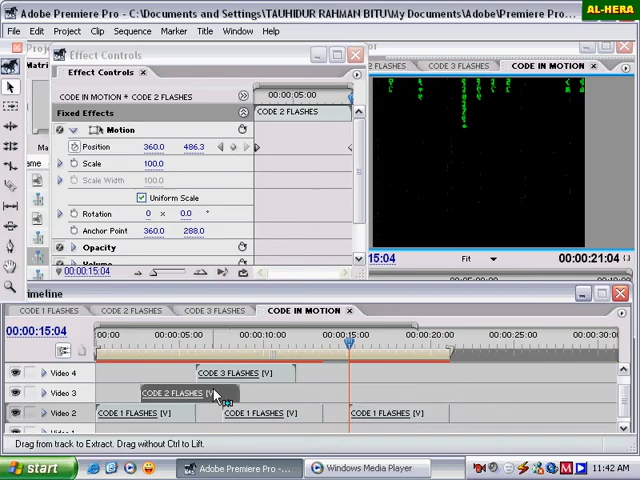 Adobe Premiere Pro - C:\Documents and Settings\TAUHIDUR RAHMAN BITU\My Documents\Adobe\Premiere Pro...
AL-HERA
File Edit Project Clip Sequence Marker Title Window Help
Effect Controls
FLASHES CODE 3 FLASHES CODE IN MOTION
Matri
Effect Controls
CODE IN MOTION * CODE 2 FLASHES
00:00:05:00
Fixed Effects
CODE 2 FLASHES
Motion
Position 360.0 486.3
Scale 100.0
ame
Scale Width 100.0
Uniform Scale
Rotation 0 x 0.0 °
Anchor Point 360.0 288.0
Opacity
Volume
00:00:15:04
15:04 Fit 00:00:21:04
imeline
CODE 1 FLASHES CODE 2 FLASHES CODE 3 FLASHES CODE IN MOTION
00:00:15:04
00:00 00:00:05:00 00:00:10:00 00:00:15:00 00:00:20:00 00:00:25:00 00:00:30:00
Video 4 CODE 3 FLASHES [V]
Video 3 CODE 2 FLASHES [V]
Video 2 CODE 1 FLASHES [V] CODE 1 FLASHES [V] CODE 1 FLASHES [V]
Drag from track to Extract. Drag without Ctrl to Lift.
start Adobe Premiere Pro -... Windows Media Player 11:42 AM